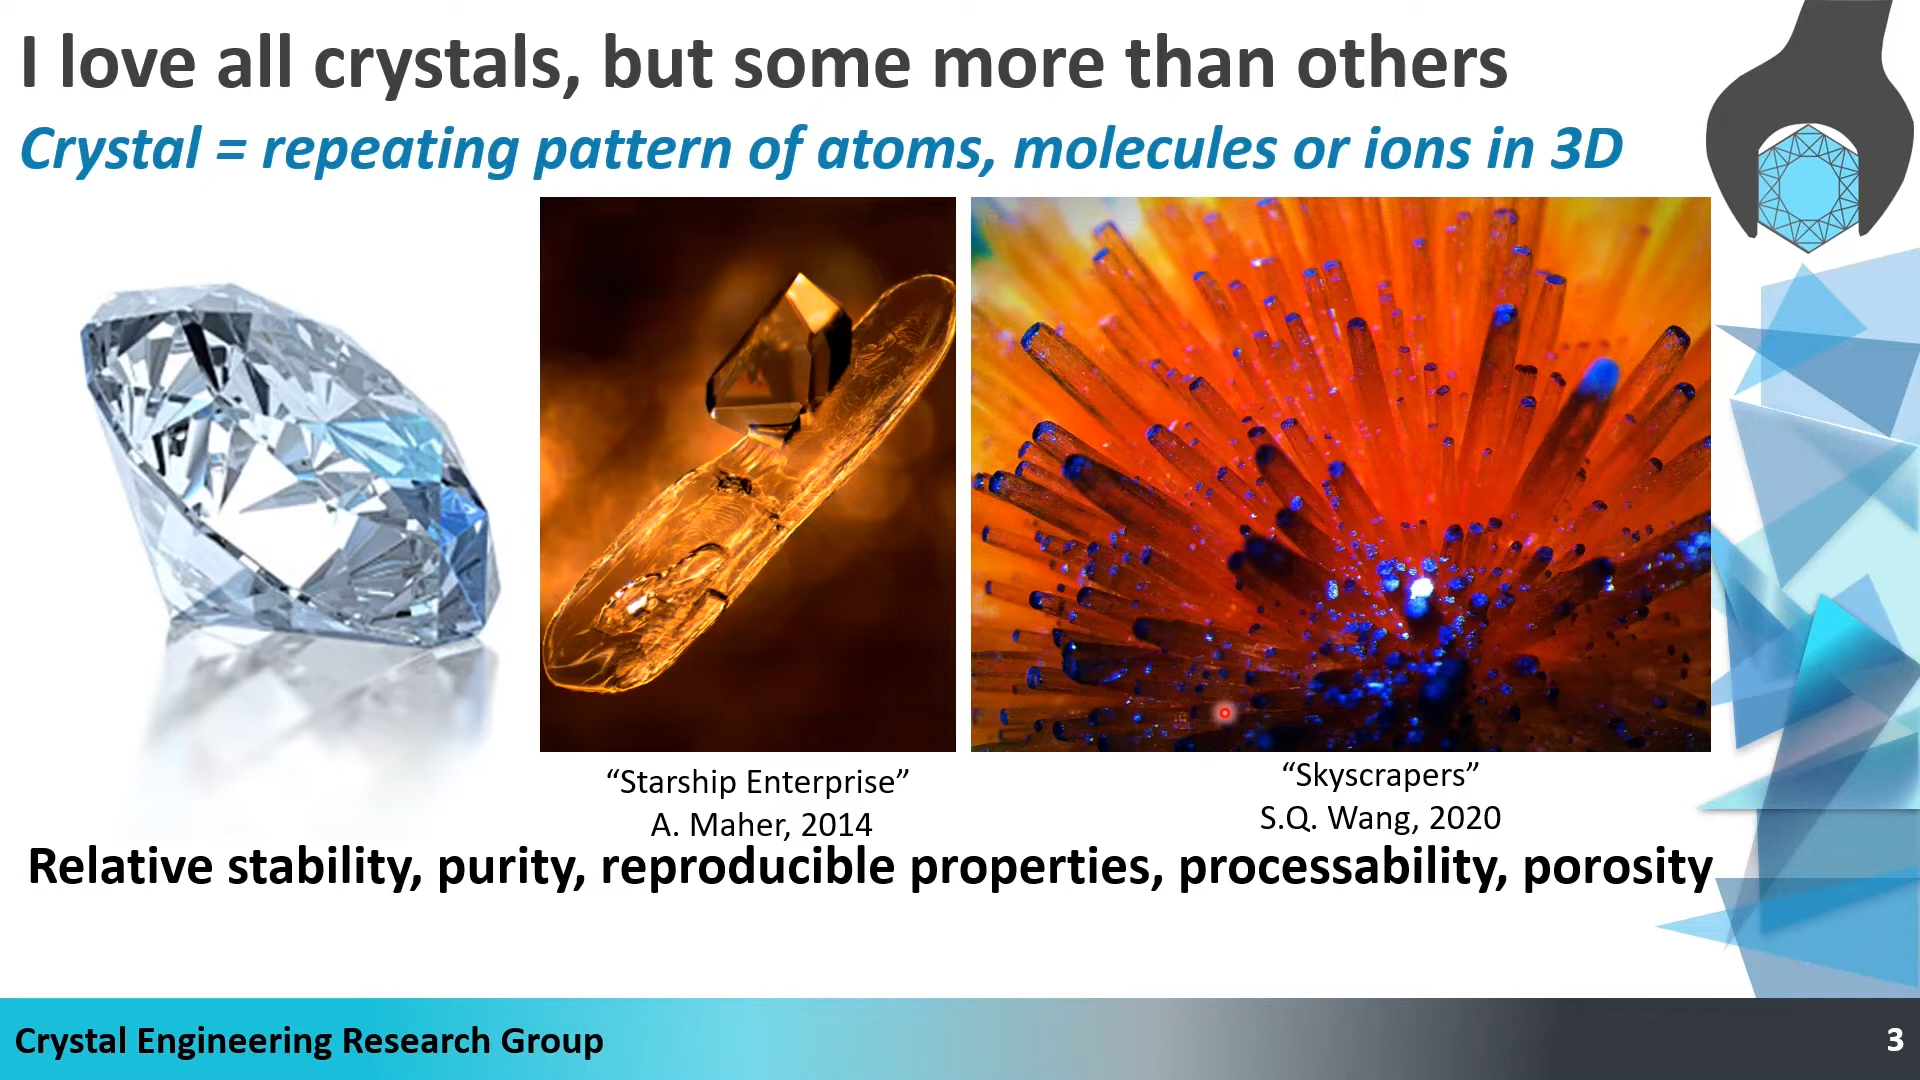 I love all crystals, but some more than others
Crystal = repeating pattern of atoms, molecules or ions in 3D
“Starship Enterprise”
A. Maher, 2014
“Skyscrapers”
S.Q. Wang, 2020
Relative stability, purity, reproducible properties, processability, porosity
Crystal Engineering Research Group
3